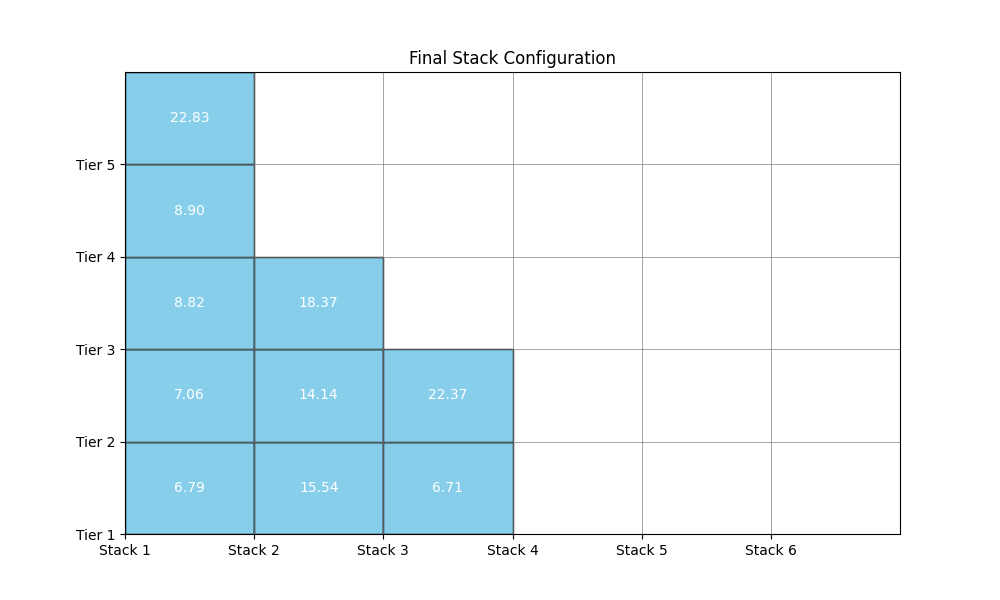 Final Stack Configuration
22.83
Tier 5
8.90
Tier 4
8.82 18.37
Tier 3
7.06 14.14 22.37
Tier 2
6.79 15.54 6.71
Tier 1
Stack 1 Stack 2 Stack 3 Stack 4 Stack 5 Stack 6